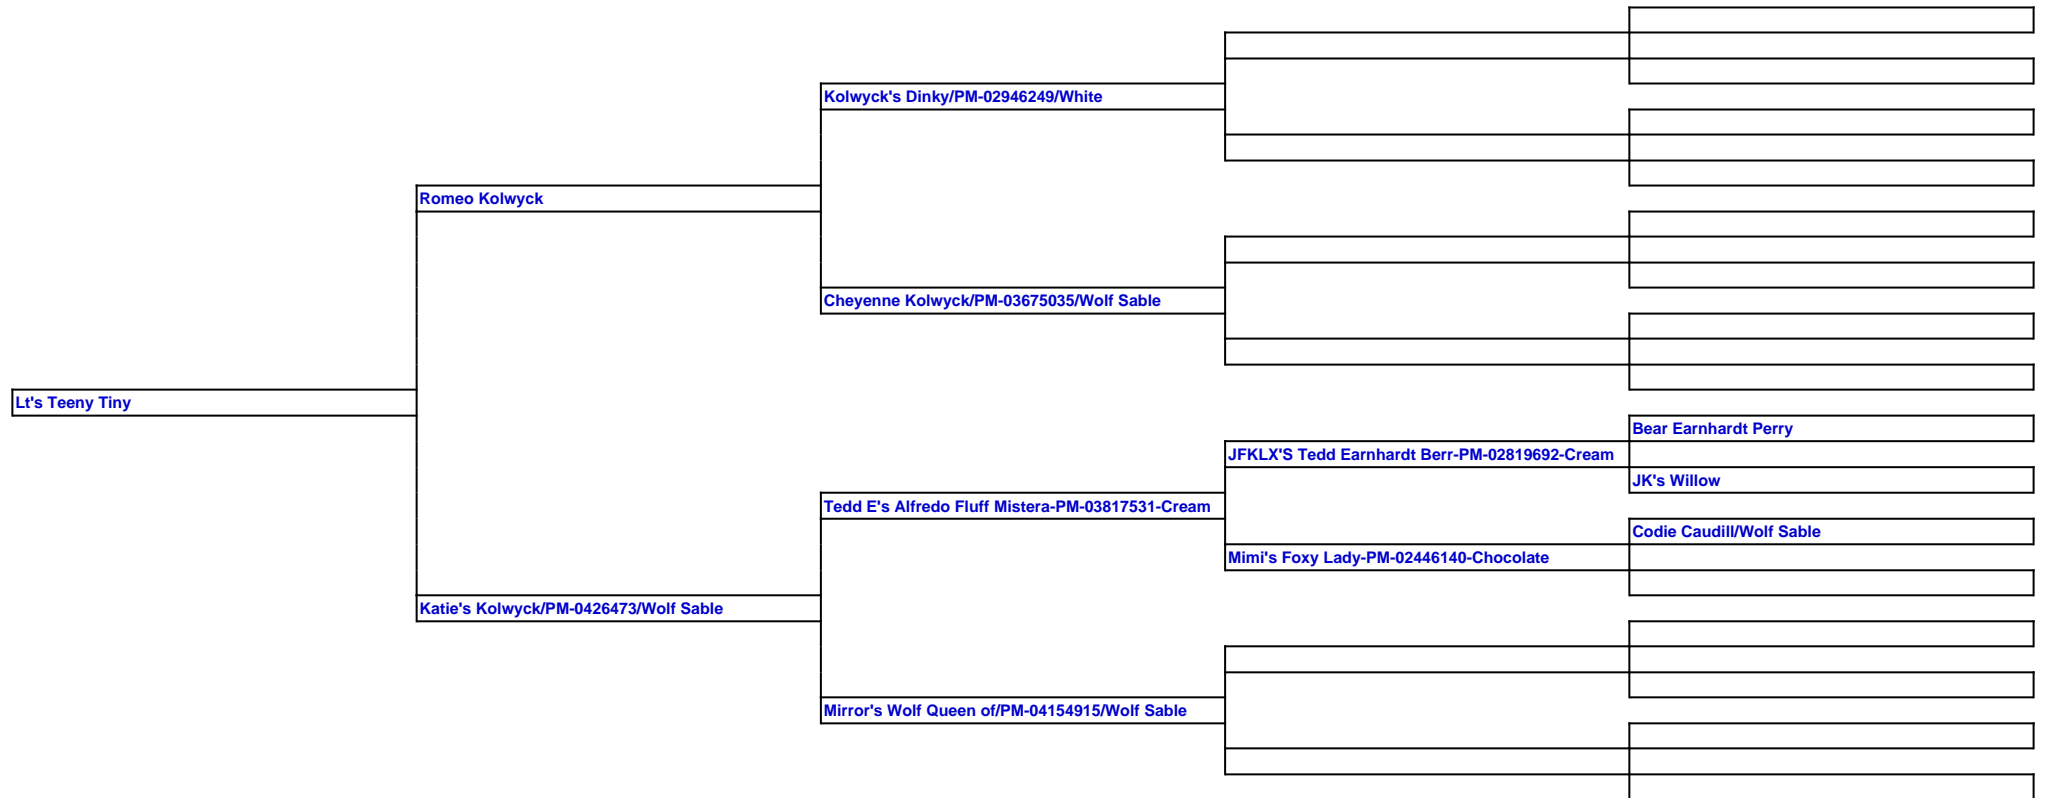 Kolwyck's Dinky/PM-02946249/White
Romeo Kolwyck
Cheyenne Kolwyck/PM-03675035/Wolf Sable
Lt's Teeny Tiny
Bear Earnhardt Perry
JFKLX'S Tedd Earnhardt Berr-PM-02819692-Cream
JK's Willow
Tedd E's Alfredo Fluff Mistera-PM-03817531-Cream
Codie Caudill/Wolf Sable
Mimi's Foxy Lady-PM-02446140-Chocolate
Katie's Kolwyck/PM-0426473/Wolf Sable
Mirror's Wolf Queen of/PM-04154915/Wolf Sable